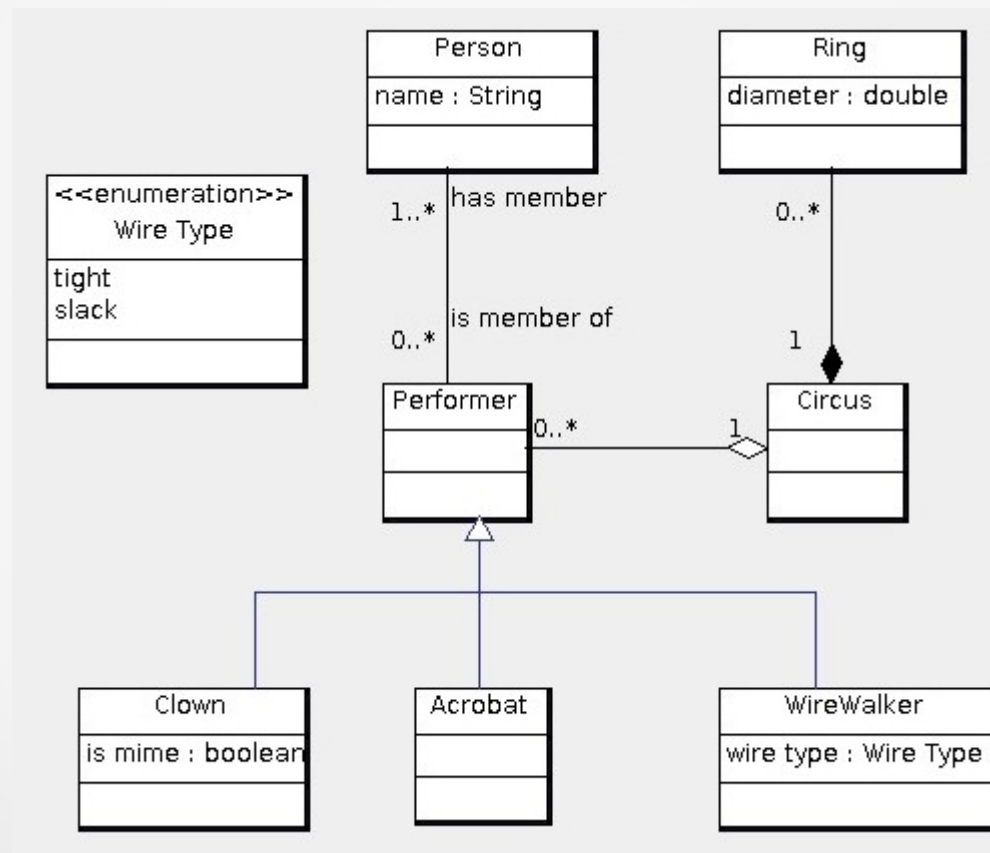 Person
name : String
Ring
diameter : double
<<enumeration>>
Wire Type
tight
slack
1..*
has member
0..*
is member of
0..*
1
Performer
0..*
1
Circus
Clown
is mime : boolean
Acrobat
WireWalker
wire type : Wire Type